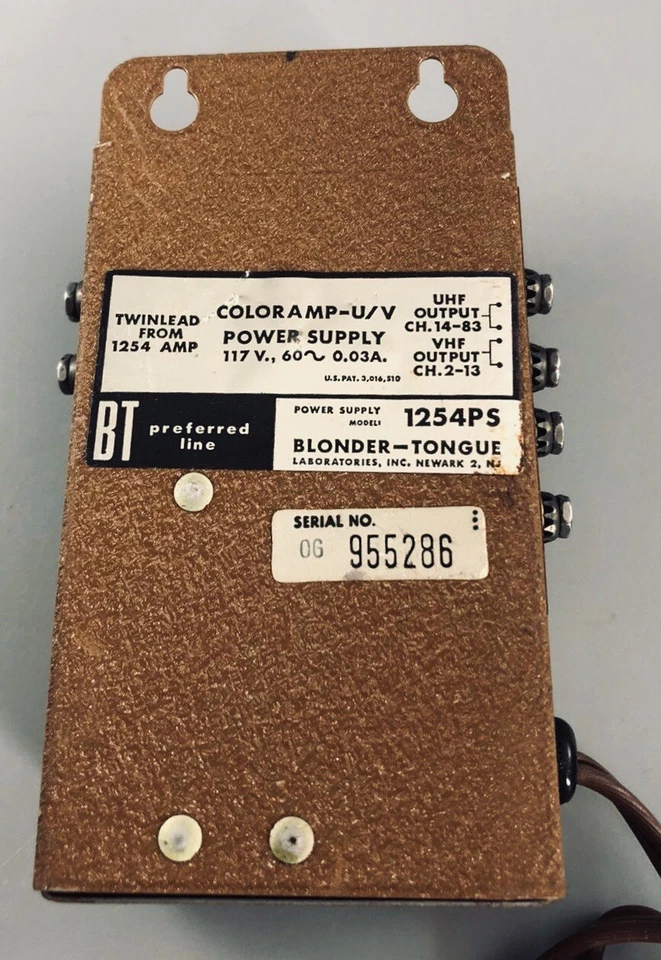 TWINLEAD
FROM
1254 AMP
COLORAMP-U/V
POWER SUPPLY
117 V., 60∿ 0.03A.
U.S. PAT. 3,016,510
UHF
OUTPUT
CH.14-83
VHF
OUTPUT
CH.2-13
BT preferred
line
POWER SUPPLY
MODEL: 1254PS
BLONDER-TONGUE
LABORATORIES, INC. NEWARK 2, NJ
SERIAL NO.
OG 955286